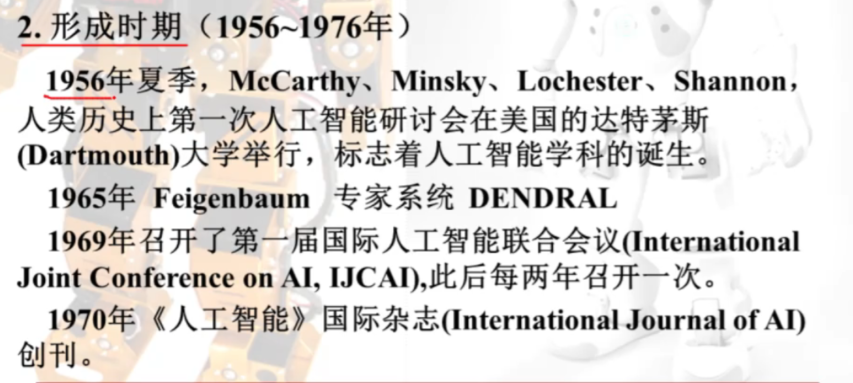 2. 形成时期（1956~1976年）
1956年夏季，McCarthy、Minsky、Lochester、Shannon，
人类历史上第一次人工智能研讨会在美国的达特茅斯
(Dartmouth)大学举行，标志着人工智能学科的诞生。
1965年 Feigenbaum 专家系统 DENDRAL
1969年召开了第一届国际人工智能联合会议(International
Joint Conference on AI, IJCAI),此后每两年召开一次。
1970年《人工智能》国际杂志(International Journal of AI)
创刊。